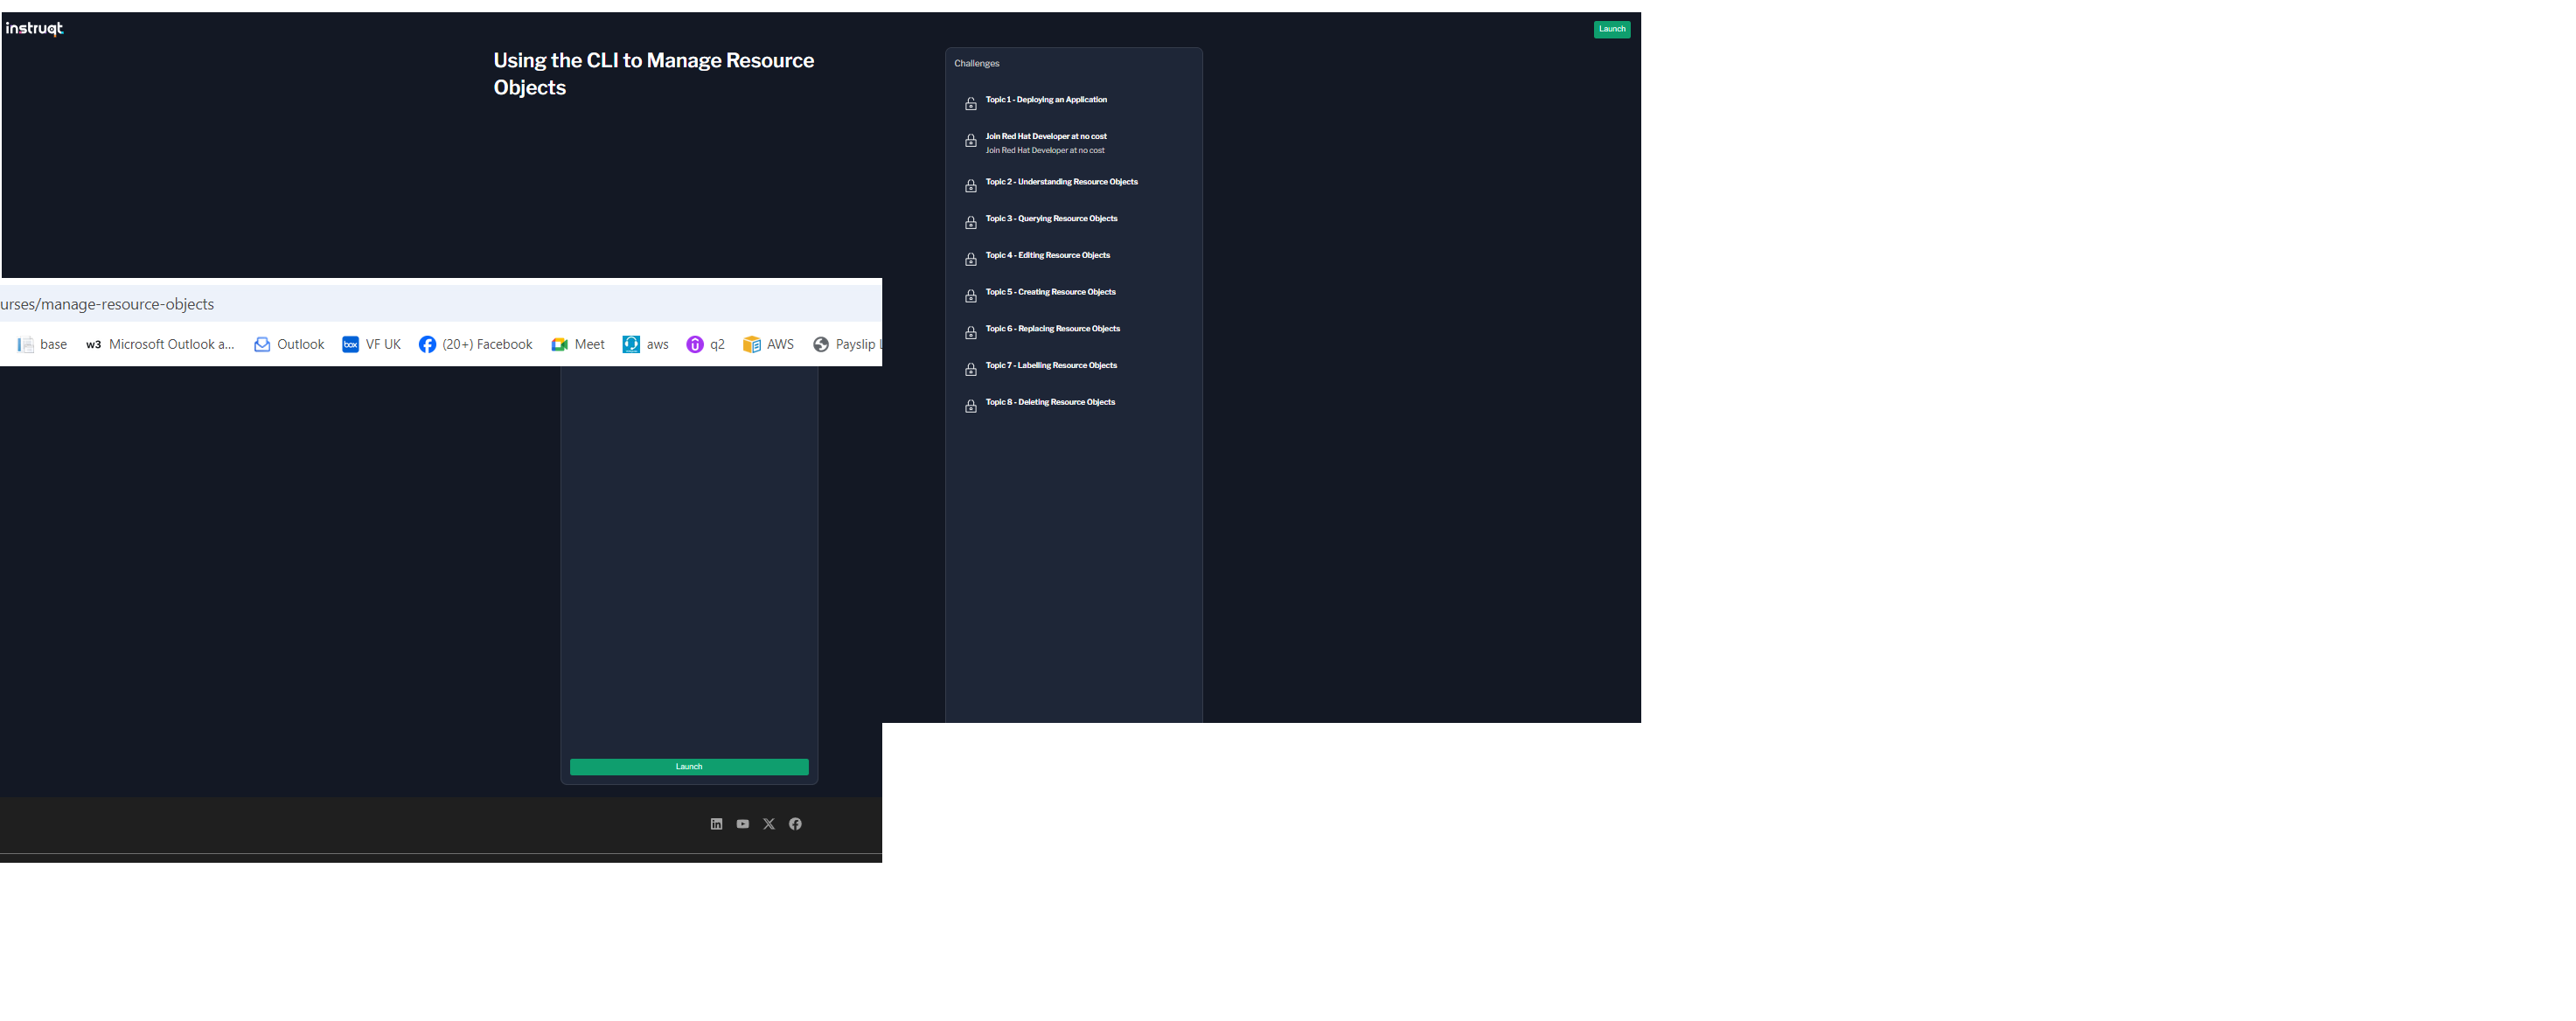 instruqt
Launch
Using the CLI to Manage Resource
Objects
Challenges
Topic 1 - Deploying an Application
Join Red Hat Developer at no cost
Join Red Hat Developer at no cost
Topic 2 - Understanding Resource Objects
Topic 3 - Querying Resource Objects
Topic 4 - Editing Resource Objects
Topic 5 - Creating Resource Objects
Topic 6 - Replacing Resource Objects
Topic 7 - Labelling Resource Objects
Topic 8 - Deleting Resource Objects
urses/manage-resource-objects
base w3 Microsoft Outlook a... Outlook box VF UK (20+) Facebook Meet aws q2 AWS Payslip
Launch